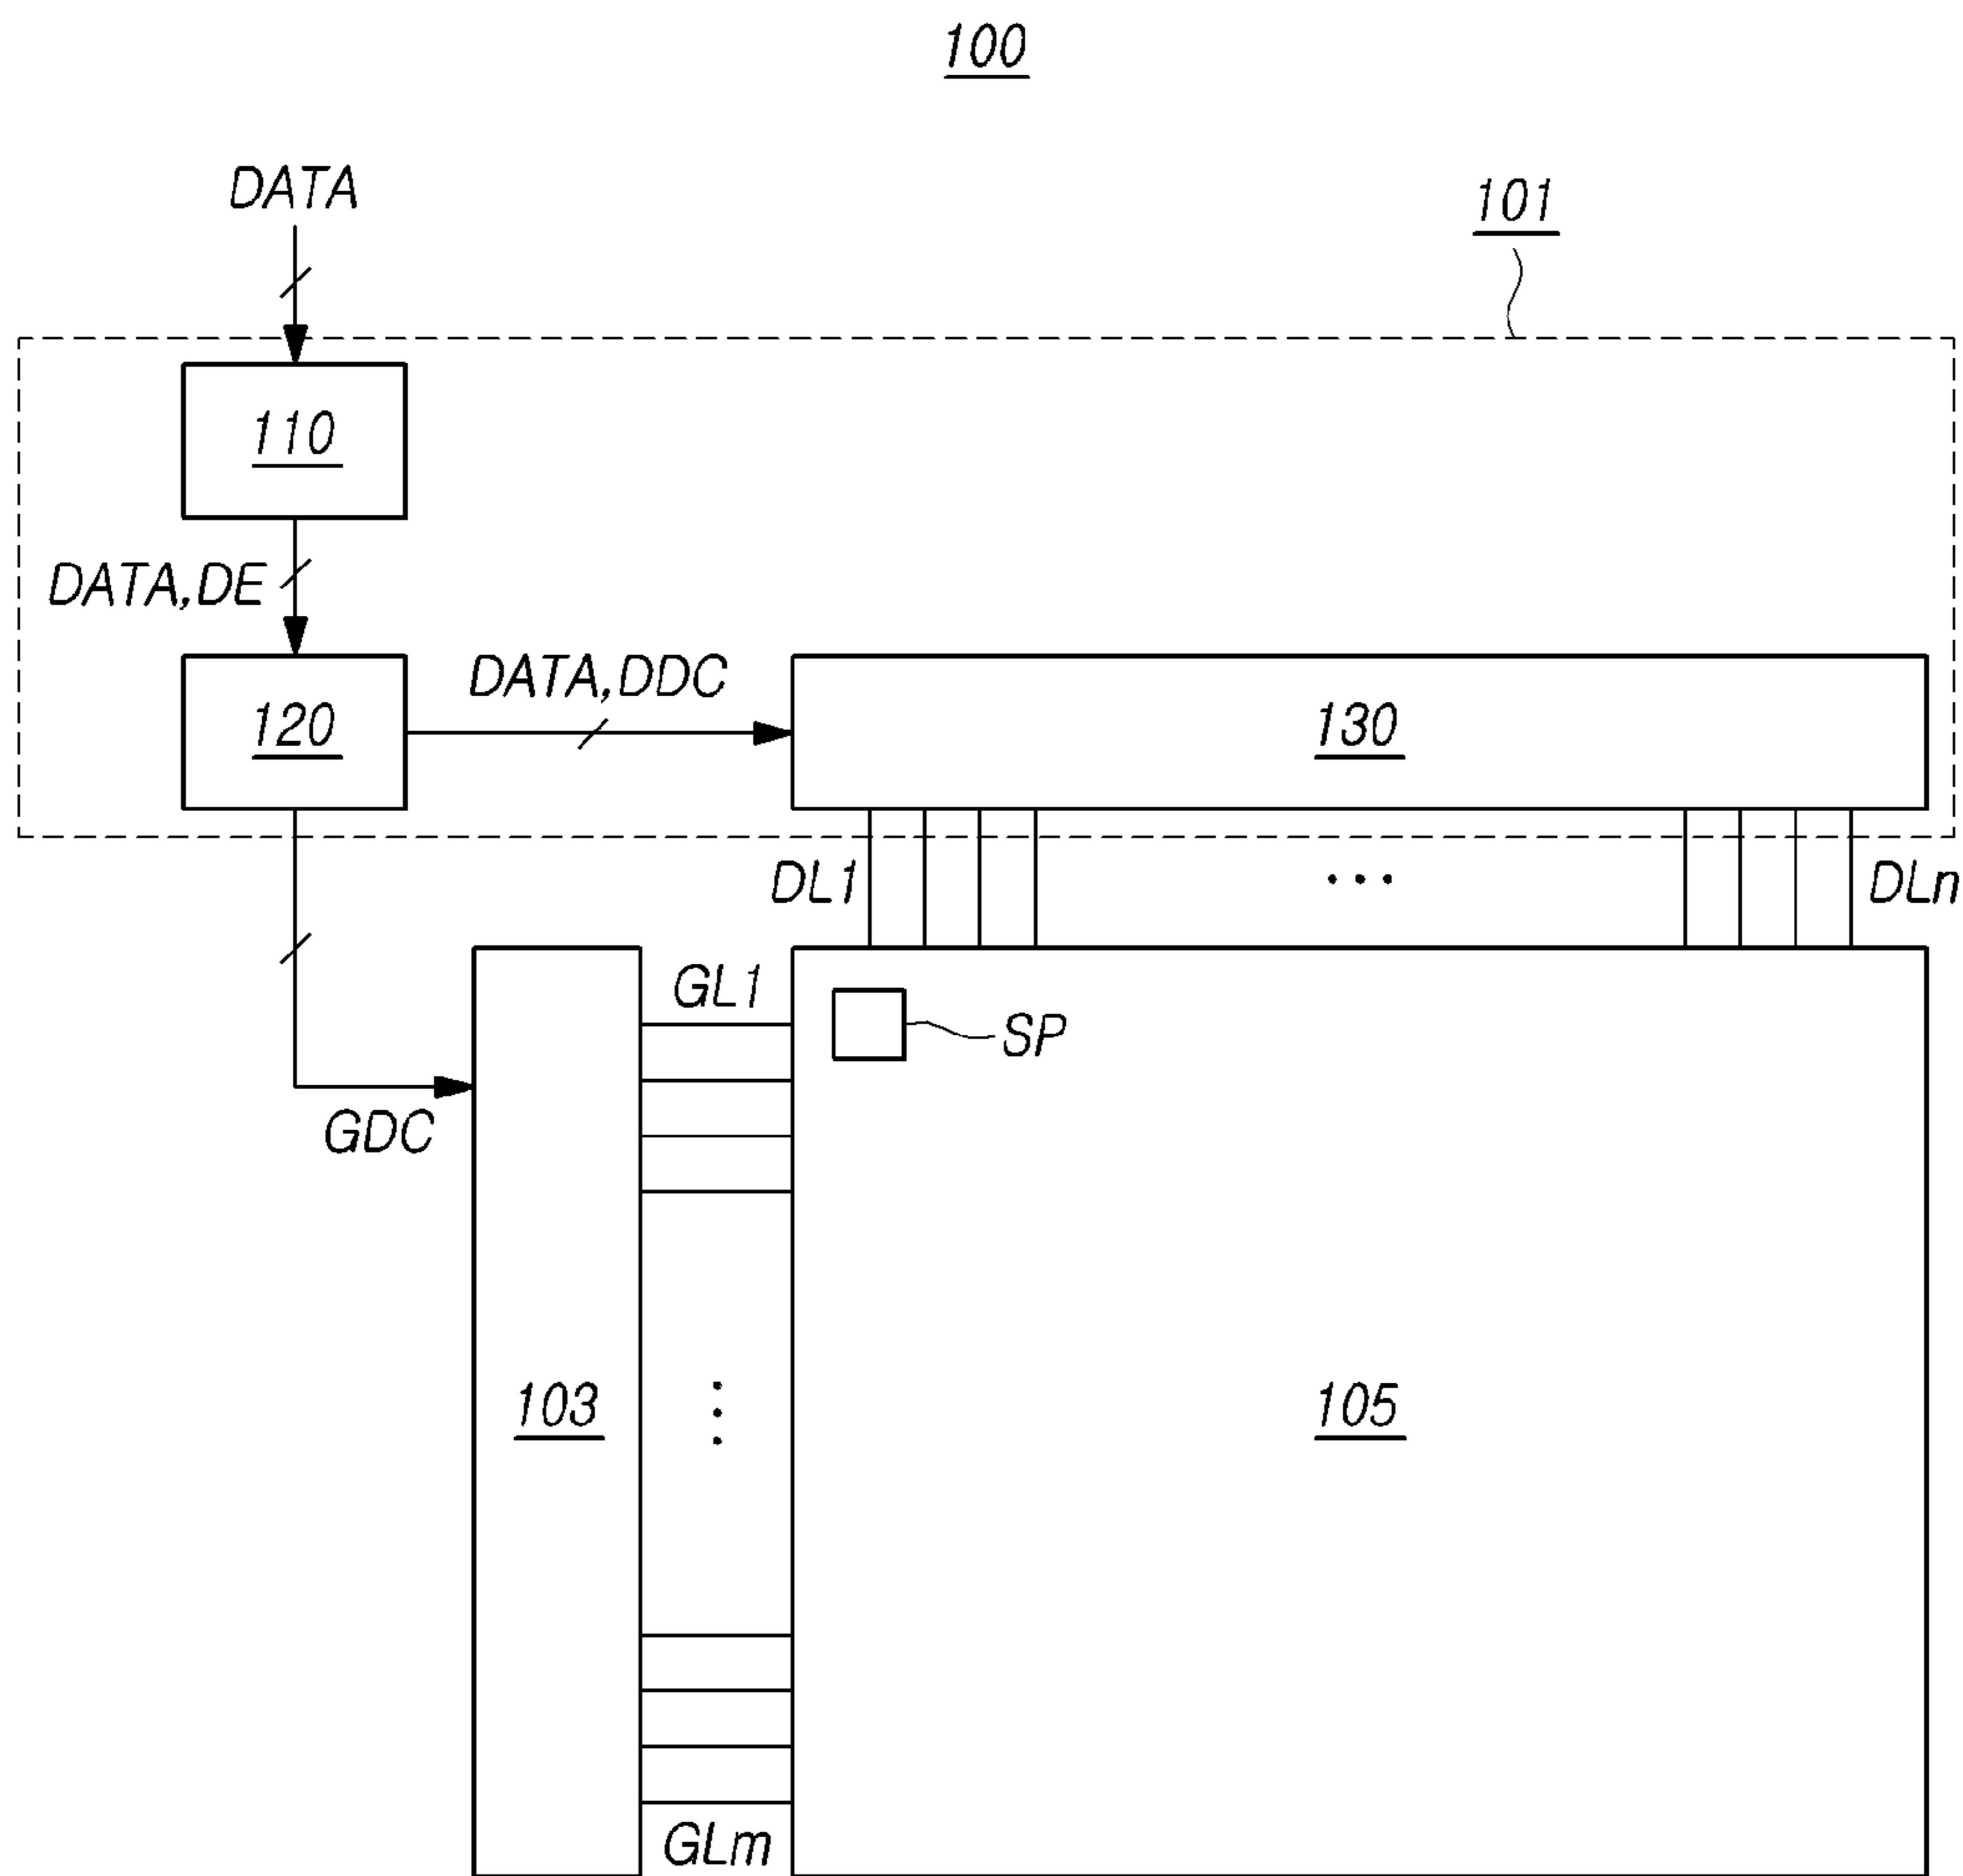 100
DATA
101
110
DATA,DE
DATA,DDC
120
130
DL1
...
DLn
GL1
SP
GDC
103
105
GLm